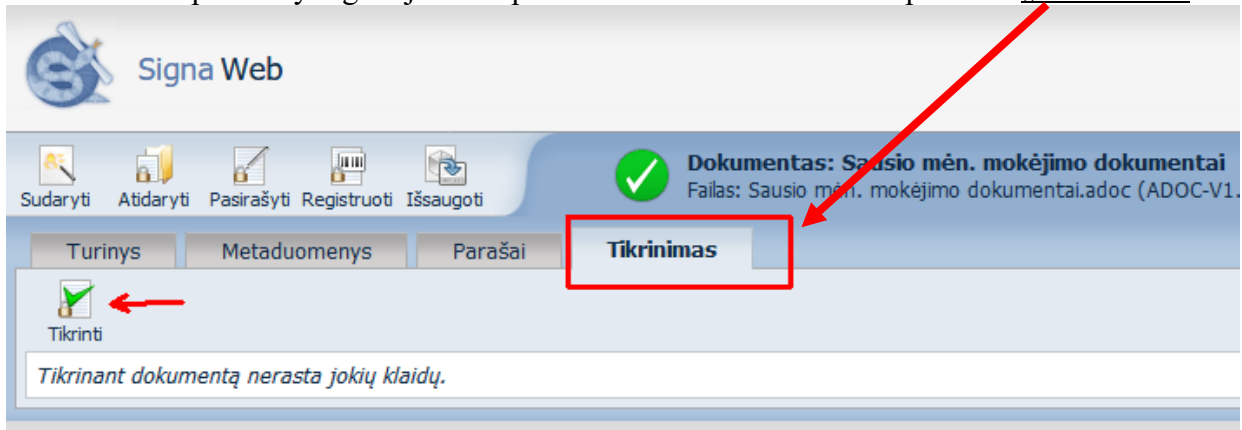 Signa Web
Sudaryti Atidaryti Pasirašyti Registruoti Išsaugoti
Dokumentas: Sausio mėn. mokėjimo dokumentai
Failas: Sausio mėn. mokėjimo dokumentai.adoc (ADOC-V1.
Turinys Metaduomenys Parašai Tikrinimas
Tikrinti
Tikrinant dokumentą nerasta jokių klaidų.